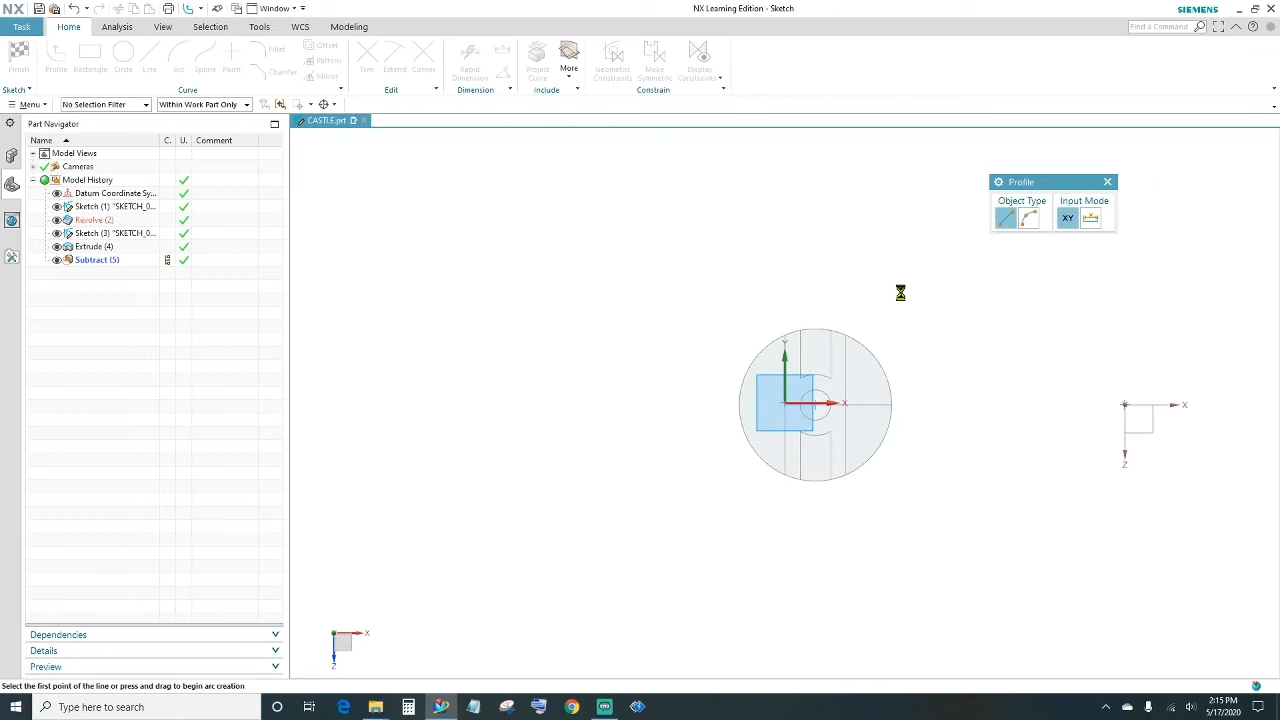 NX
Window
NX Learning Edition - Sketch
SIEMENS
Task
Home
Analysis
View
Selection
Tools
WCS
Modeling
Find a Command
Finish
Profile
Rectangle
Circle
Line
Arc
Spline
Point
Fillet
Chamfer
Offset
Pattern
Mirror
Trim
Extend
Corner
Rapid
Dimension
Project
Curve
More
Geometric
Constraints
Make
Symmetric
Display
Constraints
Sketch
Curve
Edit
Dimension
Include
Constrain
Menu
No Selection Filter
Within Work Part Only
Part Navigator
CASTLE.prt
Name
C.
U.
Comment
Model Views
Cameras
Model History
Datum Coordinate Sy...
Sketch (1) "SKETCH_0...
Revolve (2)
Sketch (3) "SKETCH_0...
Extrude (4)
Subtract (5)
Profile
Object Type
Input Mode
XY
Y
X
X
Z
X
Z
Dependencies
Details
Preview
Select the first point of the line or press and drag to begin arc creation
Type here to search
2:15 PM
5/17/2020